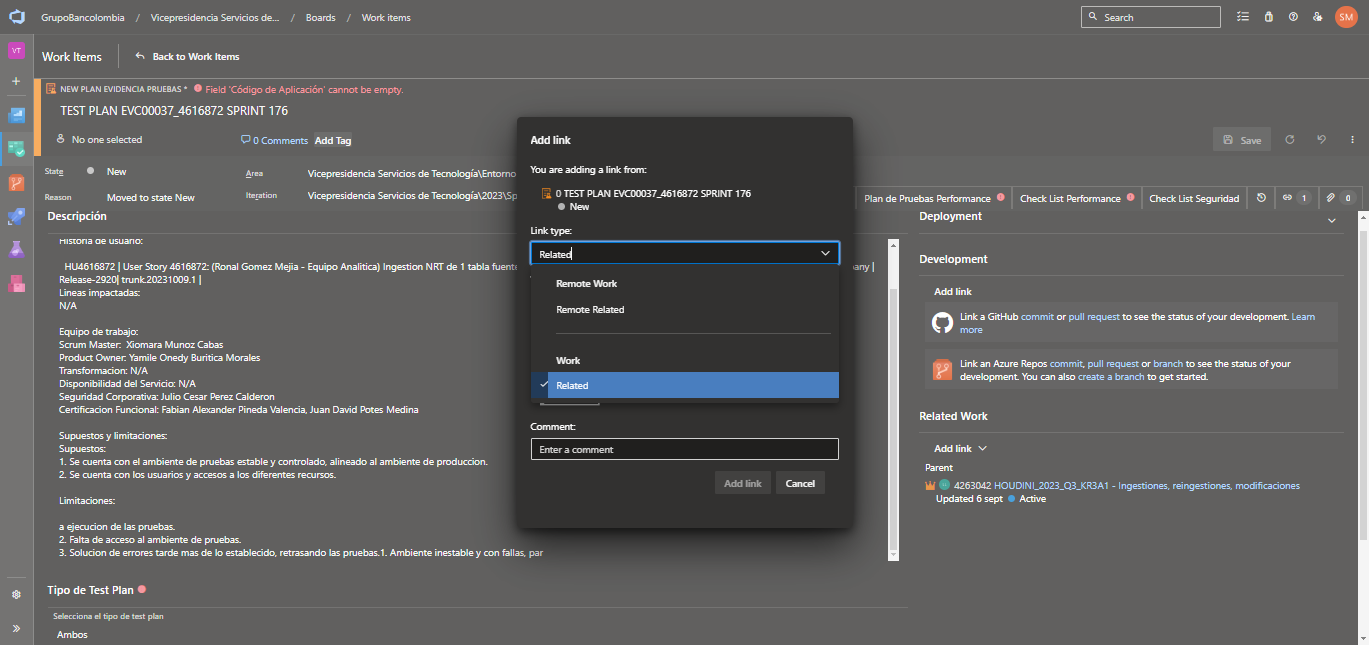 GrupoBancolombia / Vicepresidencia Servicios de... / Boards / Work items
Search
SM
VT
Work Items
Back to Work Items
NEW PLAN EVIDENCIA PRUEBAS * Field 'Código de Aplicación' cannot be empty.
TEST PLAN EVC00037_4616872 SPRINT 176
No one selected
0 Comments
Add Tag
Save
State
New
Area
Vicepresidencia Servicios de Tecnología\Entorno
Reason
Moved to state New
Iteration
Vicepresidencia Servicios de Tecnología\2023\Sp
Plan de Pruebas Performance
Check List Performance
Check List Seguridad
1
0
Descripción
Historia de usuario:
HU4616872 | User Story 4616872: (Ronal Gomez Mejia - Equipo Analitica) Ingestion NRT de 1 tabla fuente
any |
Release-2920| trunk.20231009.1 |
Lineas impactadas:
N/A
Equipo de trabajo:
Scrum Master: Xiomara Munoz Cabas
Product Owner: Yamile Onedy Buritica Morales
Transformacion: N/A
Disponibilidad del Servicio: N/A
Seguridad Corporativa: Julio Cesar Perez Calderon
Certificacion Funcional: Fabian Alexander Pineda Valencia, Juan David Potes Medina
Supuestos y limitaciones:
Supuestos:
1. Se cuenta con el ambiente de pruebas estable y controlado, alineado al ambiente de produccion.
2. Se cuenta con los usuarios y accesos a los diferentes recursos.
Limitaciones:
a ejecucion de las pruebas.
2. Falta de acceso al ambiente de pruebas.
3. Solucion de errores tarde mas de lo establecido, retrasando las pruebas.1. Ambiente inestable y con fallas, par
Tipo de Test Plan
Selecciona el tipo de test plan
Ambos
Add link
You are adding a link from:
0 TEST PLAN EVC00037_4616872 SPRINT 176
New
Link type:
Related
Remote Work
Remote Related
Work
Related
Comment:
Enter a comment
Add link
Cancel
Deployment
Development
Add link
Link a GitHub commit or pull request to see the status of your development. Learn
more
Link an Azure Repos commit, pull request or branch to see the status of your
development. You can also create a branch to get started.
Related Work
Add link
Parent
4263042 HOUDINI_2023_Q3_KR3A1 - Ingestiones, reingestiones, modificaciones
Updated 6 sept Active